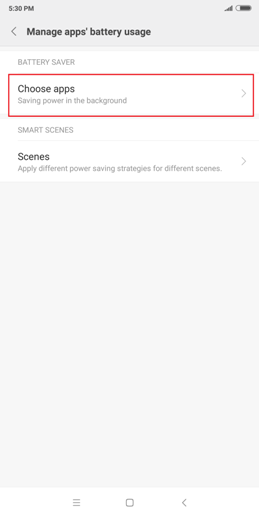 5:30 PM
Manage apps' battery usage
BATTERY SAVER
Choose apps
Saving power in the background
SMART SCENES
Scenes
Apply different power saving strategies for different scenes.